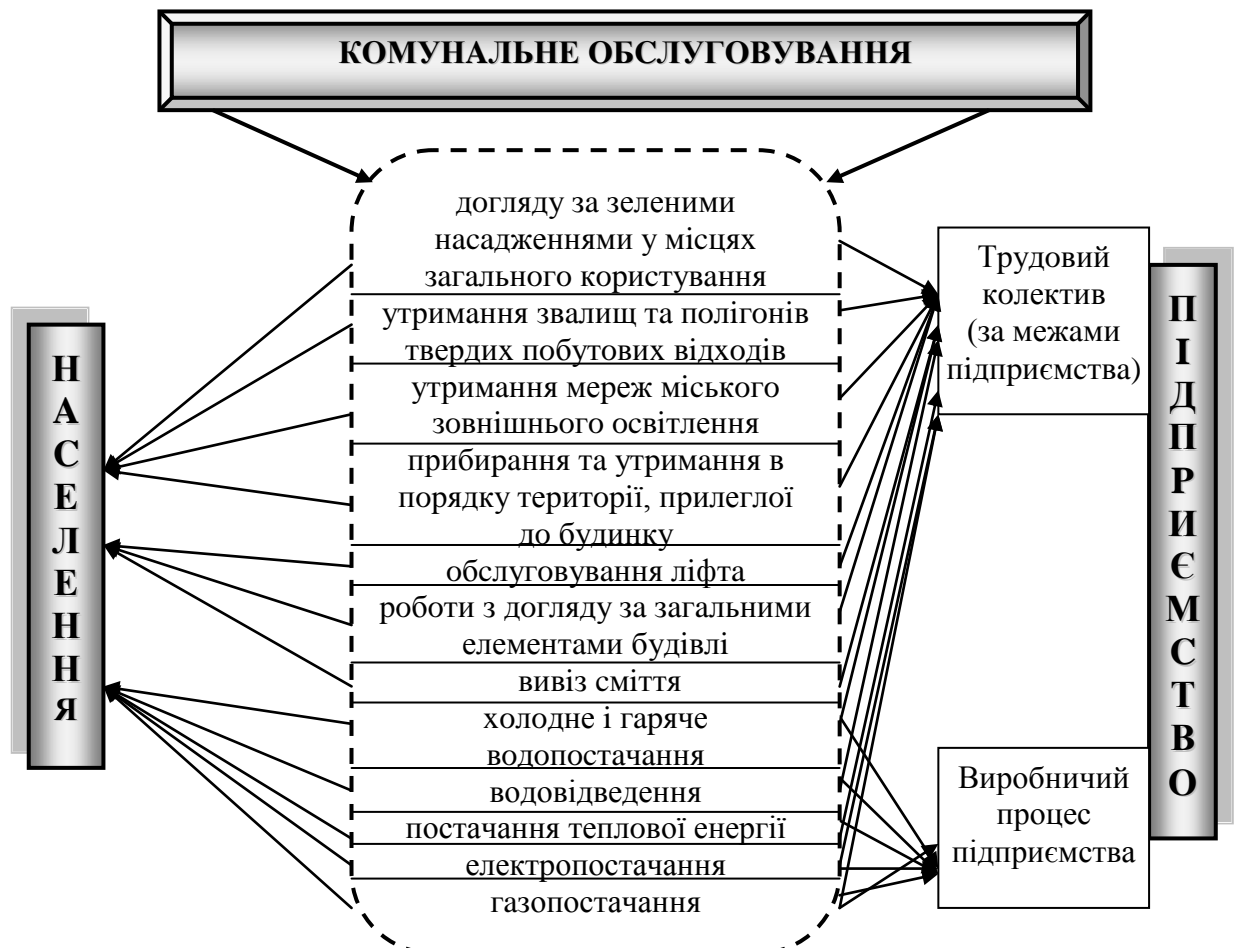 КОМУНАЛЬНЕ ОБСЛУГОВУВАННЯ
догляду за зеленими
насадженнями у місцях
загального користування
утримання звалищ та полігонів
твердих побутових відходів
утримання мереж міського
зовнішнього освітлення
прибирання та утримання в
порядку території, прилеглої
до будинку
обслуговування ліфта
роботи з догляду за загальними
елементами будівлі
вивіз сміття
холодне і гаряче
водопостачання
водовідведення
постачання теплової енергії
електропостачання
газопостачання
НАСЕЛЕННЯ
Трудовий
колектив
(за межами
підприємства)
Виробничий
процес
підприємства
ПІДПРИЄМСТВО